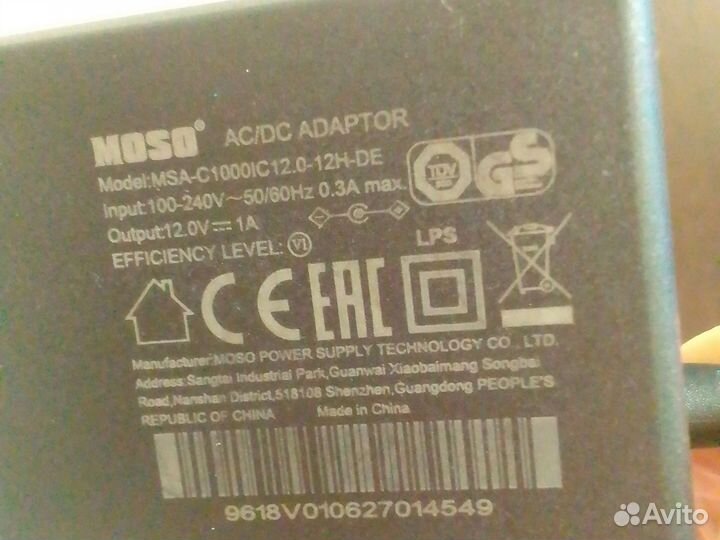 MOSO® AC/DC ADAPTOR
Model:MSA-C1000IC12.0-12H-DE
Input:100-240V~50/60Hz 0.3A max.
Output:12.0V⎓1A
EFFICIENCY LEVEL: VI
TÜV
GS
LPS
CE EAC
Manufacturer:MOSO POWER SUPPLY TECHNOLOGY CO., LTD.
Address:Sangtai Industrial Park,Guanwai Xiaobaimang Songbai
Road,Nanshan District,518108 Shenzhen,Guangdong PEOPLE'S
REPUBLIC OF CHINA Made in China
9618V010627014549
Avito